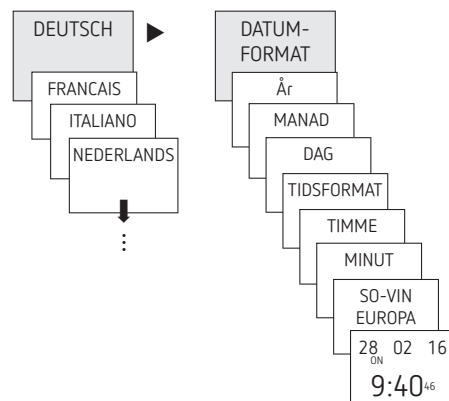 DEUTSCH
FRANCAIS
ITALIANO
NEDERLANDS
DATUM-
FORMAT
År
MANAD
DAG
TIDSFORMAT
TIMME
MINUT
SO-VIN
EUROPA
28 02 16
ON
9:40 46